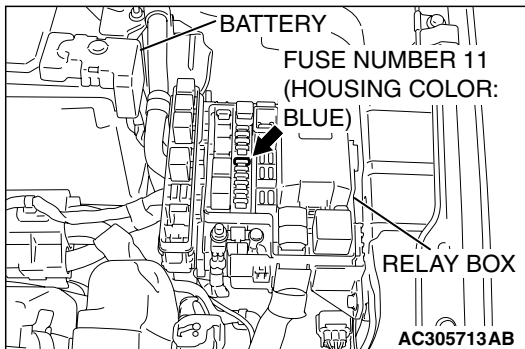 BATTERY
FUSE NUMBER 11
(HOUSING COLOR:
BLUE)
RELAY BOX
AC305713AB